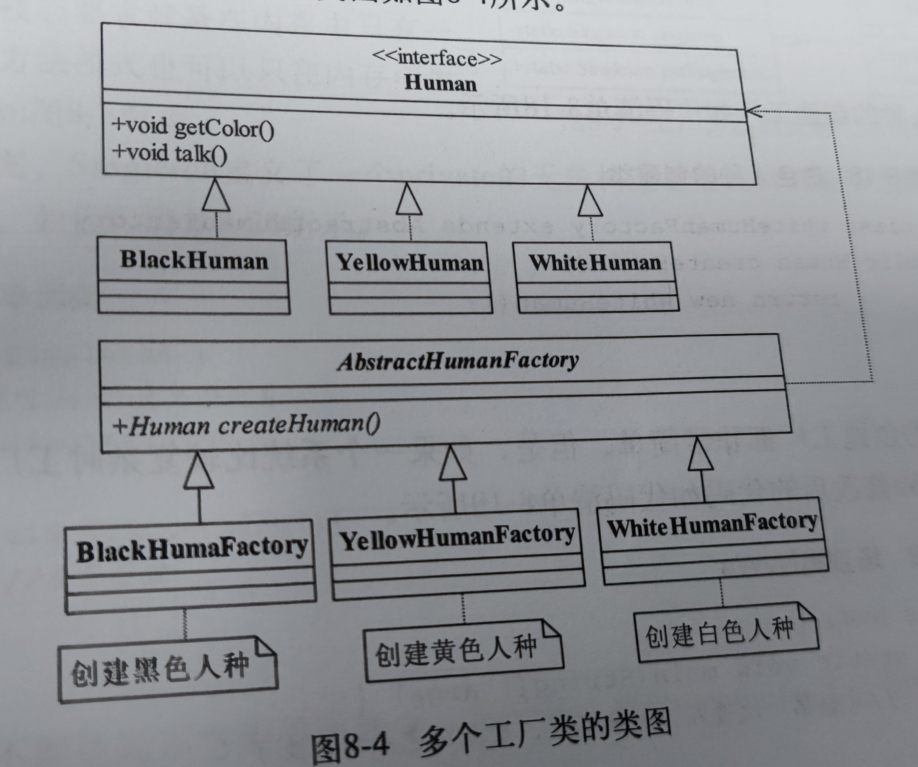 图如图8-4所示。
<<interface>>
Human
+void getColor()
+void talk()
BlackHuman
YellowHuman
WhiteHuman
AbstractHumanFactory
+Human createHuman()
BlackHumaFactory
YellowHumanFactory
WhiteHumanFactory
创建黑色人种
创建黄色人种
创建白色人种
图8-4 多个工厂类的类图